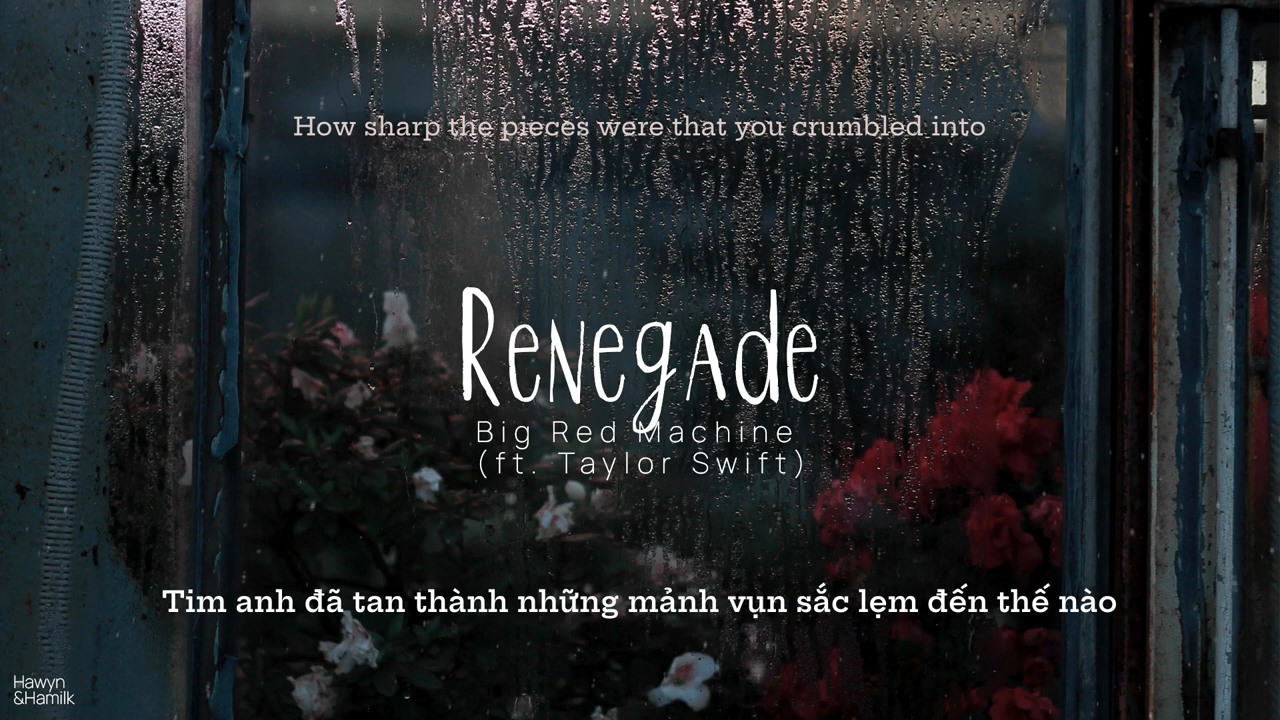 How sharp the pieces were that you crumbled into
Renegade
Big Red Machine
(ft. Taylor Swift)
Tim anh đã tan thành những mảnh vụn sắc lẹm đến thế nào
Hawyn
&Hamilk